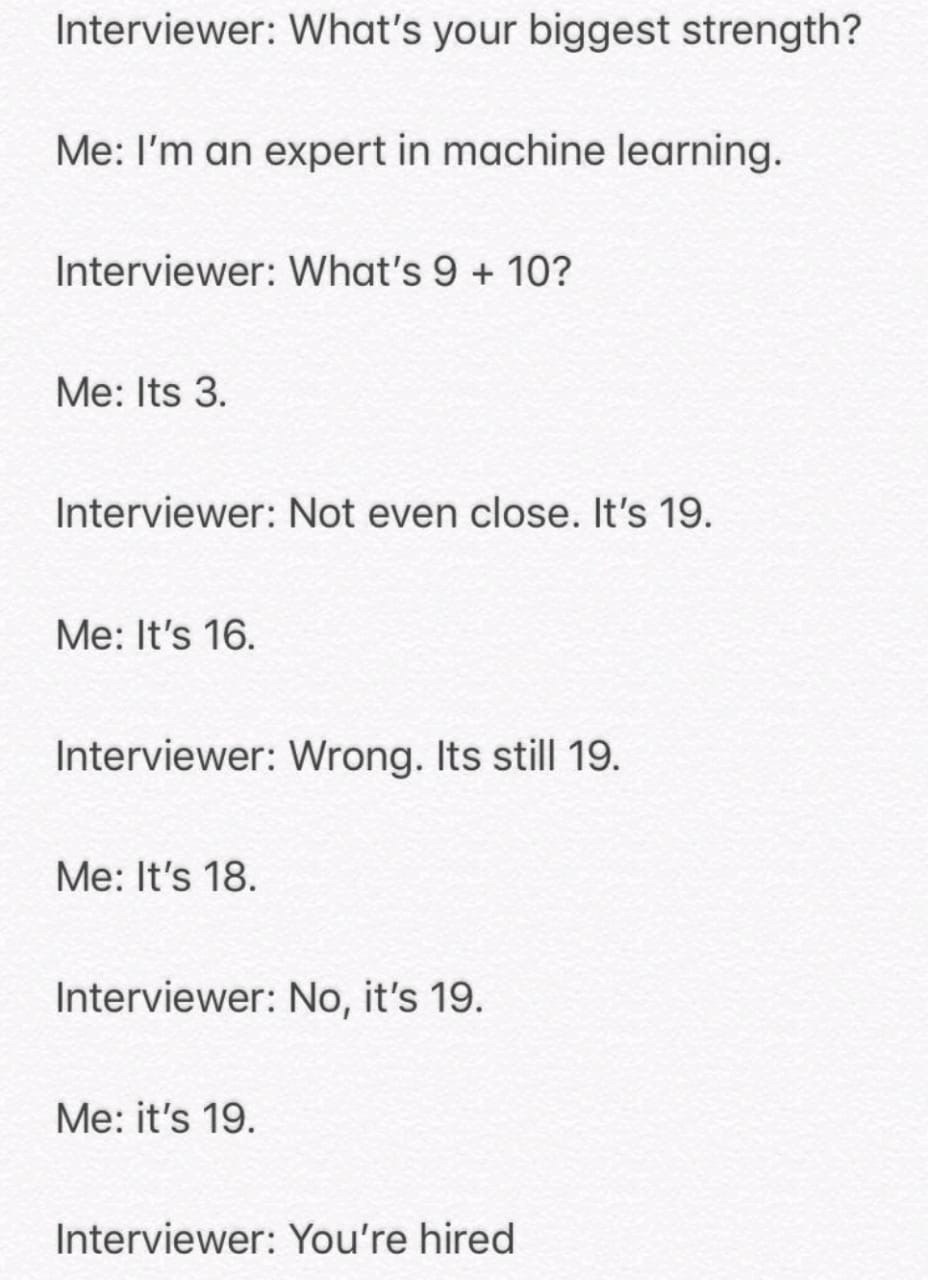 Interviewer: What’s your biggest strength?
Me: I’m an expert in machine learning.
Interviewer: What’s 9 + 10?
Me: Its 3.
Interviewer: Not even close. It’s 19.
Me: It’s 16.
Interviewer: Wrong. Its still 19.
Me: It’s 18.
Interviewer: No, it’s 19.
Me: it’s 19.
Interviewer: You’re hired